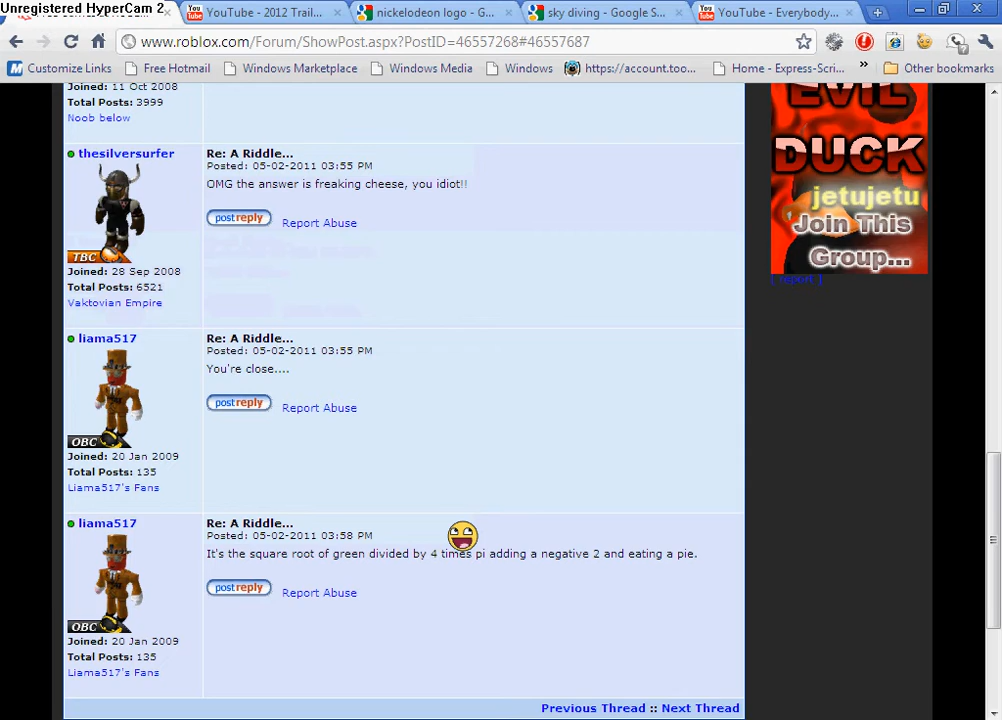 Unregistered HyperCam 2
YouTube - 2012 Trail...
nickelodeon logo - G...
sky diving - Google S...
YouTube - Everybody...
www.roblox.com/Forum/ShowPost.aspx?PostID=46557268#46557687
Customize Links
Free Hotmail
Windows Marketplace
Windows Media
Windows
https://account.too...
Home - Express-Scri...
Other bookmarks
Joined: 11 Oct 2008
Total Posts: 3999
Noob below
thesilversurfer
Re: A Riddle...
Posted: 05-02-2011 03:55 PM
OMG the answer is freaking cheese, you idiot!!
postreply Report Abuse
TBC
Joined: 28 Sep 2008
Total Posts: 6521
Vaktovian Empire
liama517
Re: A Riddle...
Posted: 05-02-2011 03:55 PM
You're close....
postreply Report Abuse
OBC
Joined: 20 Jan 2009
Total Posts: 135
Liama517's Fans
liama517
Re: A Riddle...
Posted: 05-02-2011 03:58 PM
It's the square root of green divided by 4 times pi adding a negative 2 and eating a pie.
postreply Report Abuse
OBC
Joined: 20 Jan 2009
Total Posts: 135
Liama517's Fans
Previous Thread :: Next Thread
EVIL
DUCK
jetujetu
Join This
Group...
[ report ]